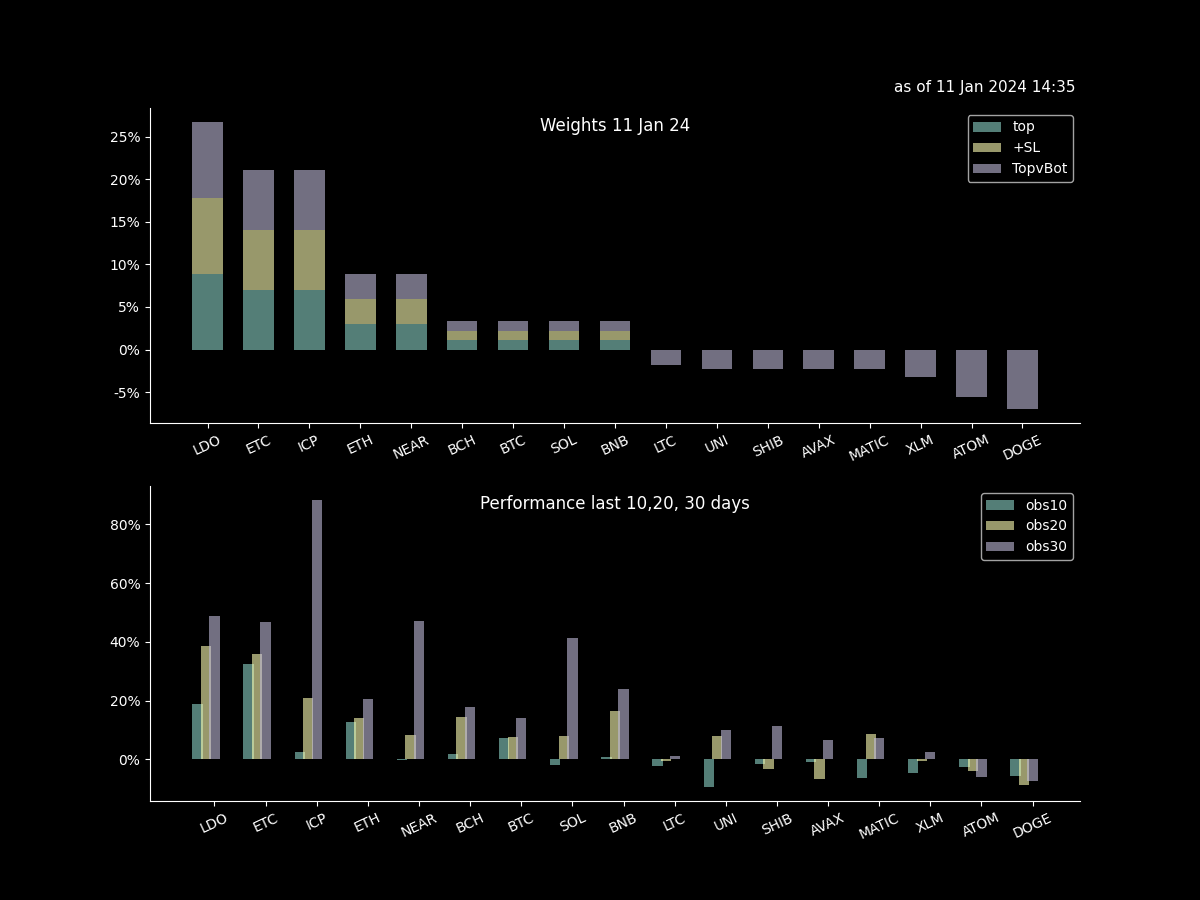 as of 11 Jan 2024 14:35
Weights 11 Jan 24
top
+SL
TopvBot
25%
20%
15%
10%
5%
0%
-5%
LDO ETC ICP ETH NEAR BCH BTC SOL BNB LTC UNI SHIB AVAX MATIC XLM ATOM DOGE
Performance last 10,20, 30 days
obs10
obs20
obs30
80%
60%
40%
20%
0%
LDO ETC ICP ETH NEAR BCH BTC SOL BNB LTC UNI SHIB AVAX MATIC XLM ATOM DOGE